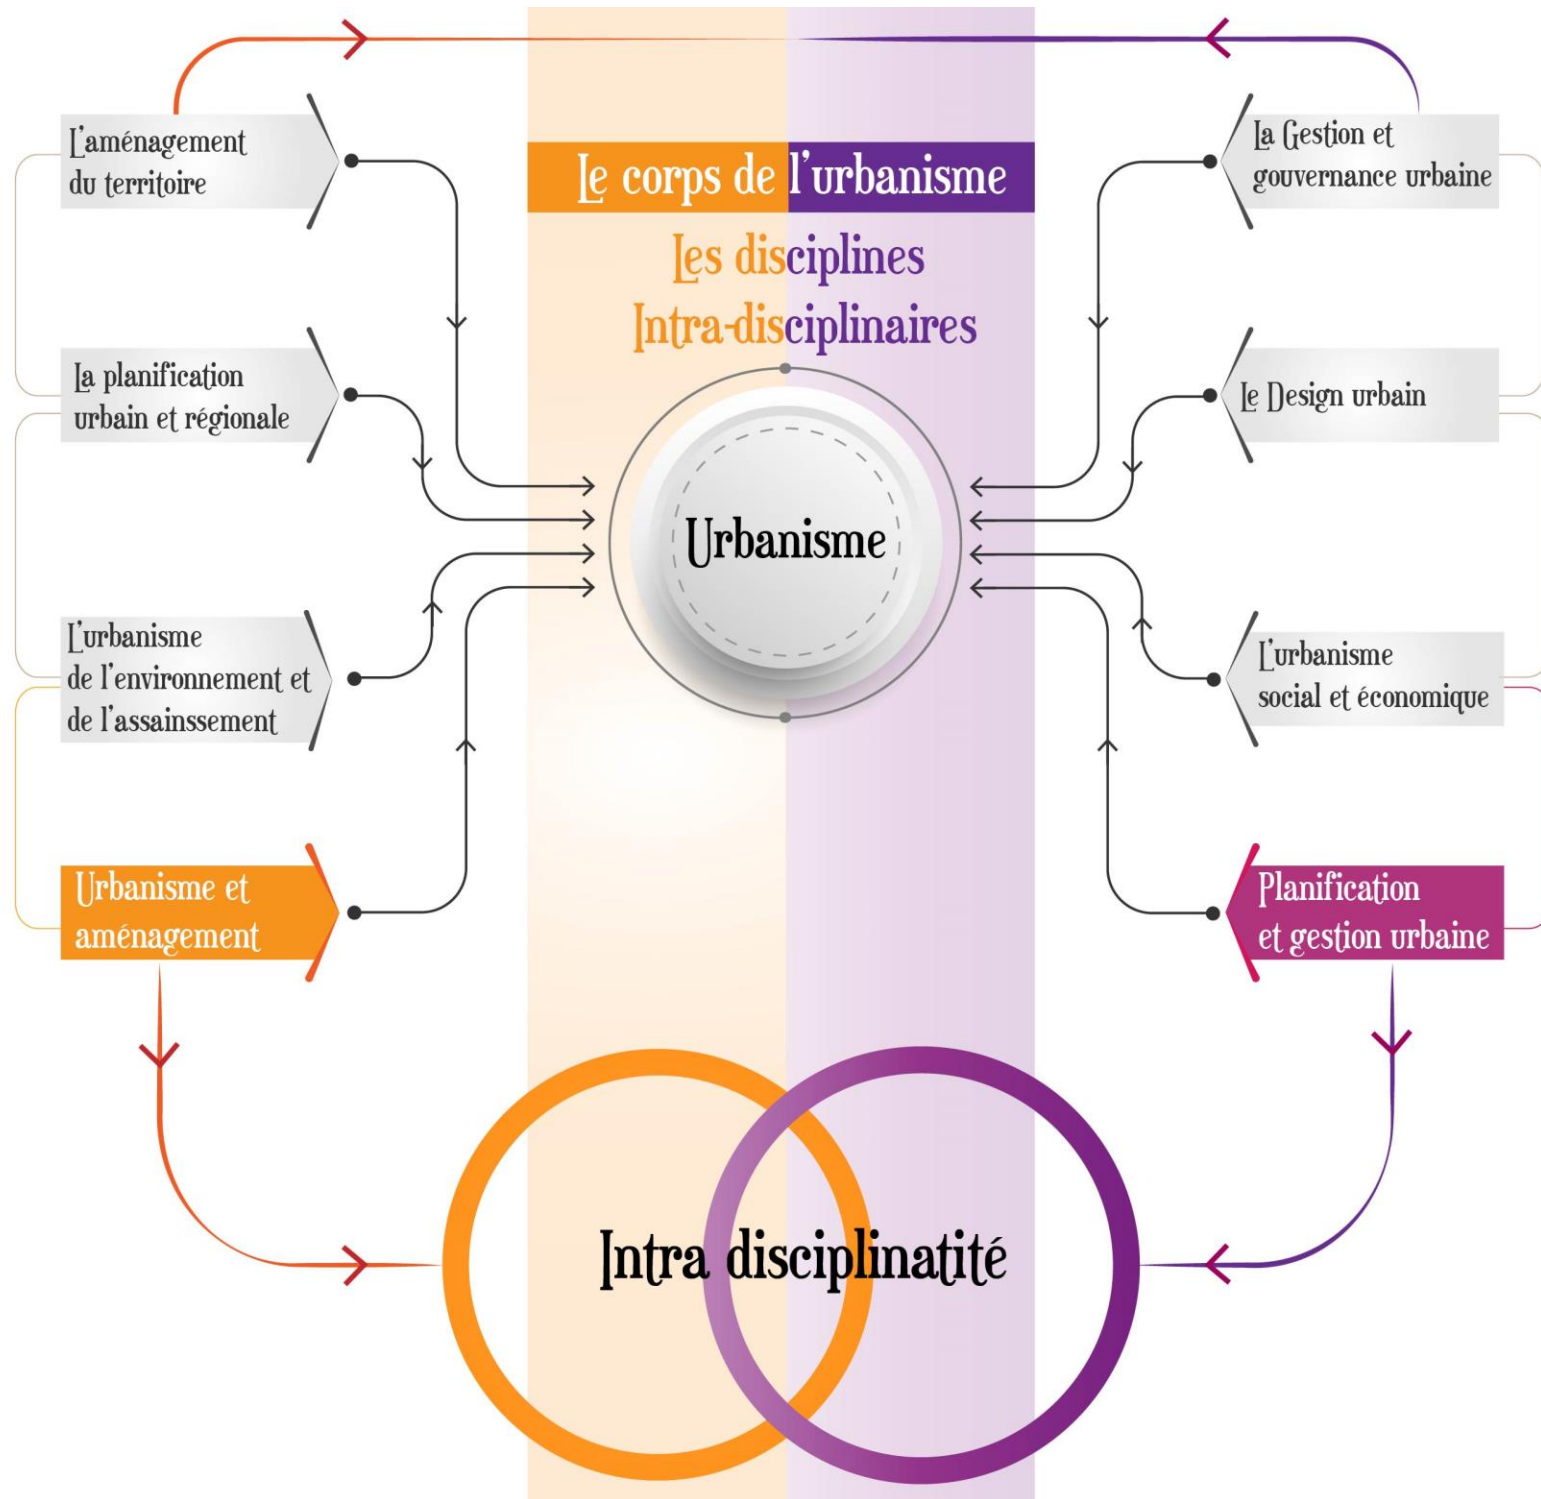 Le corps de l'urbanisme
Les disciplines
Intra-disciplinaires
L'aménagement
du territoire
La planification
urbain et régionale
L'urbanisme
de l'environnement et
de l'assainssement
Urbanisme et
aménagement
Urbanisme
La Gestion et
gouvernance urbaine
Le Design urbain
L'urbanisme
social et économique
Planification
et gestion urbaine
Intra disciplinatité